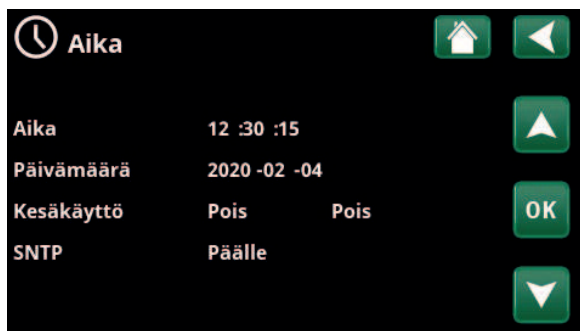 Aika
Aika 12 :30 :15
Päivämäärä 2020 -02 -04
Kesäkäyttö Pois Pois
OK
SNTP Päälle